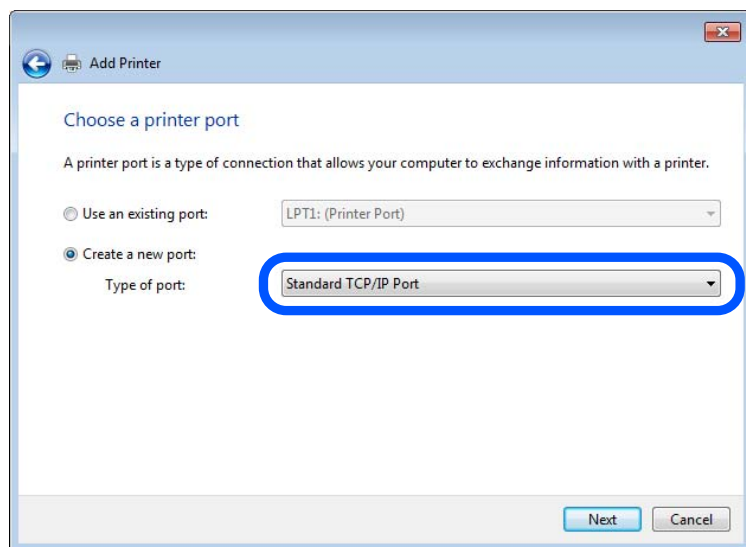 Add Printer
Choose a printer port
A printer port is a type of connection that allows your computer to exchange information with a printer.
Use an existing port: LPT1: (Printer Port)
Create a new port:
Type of port: Standard TCP/IP Port
Next Cancel